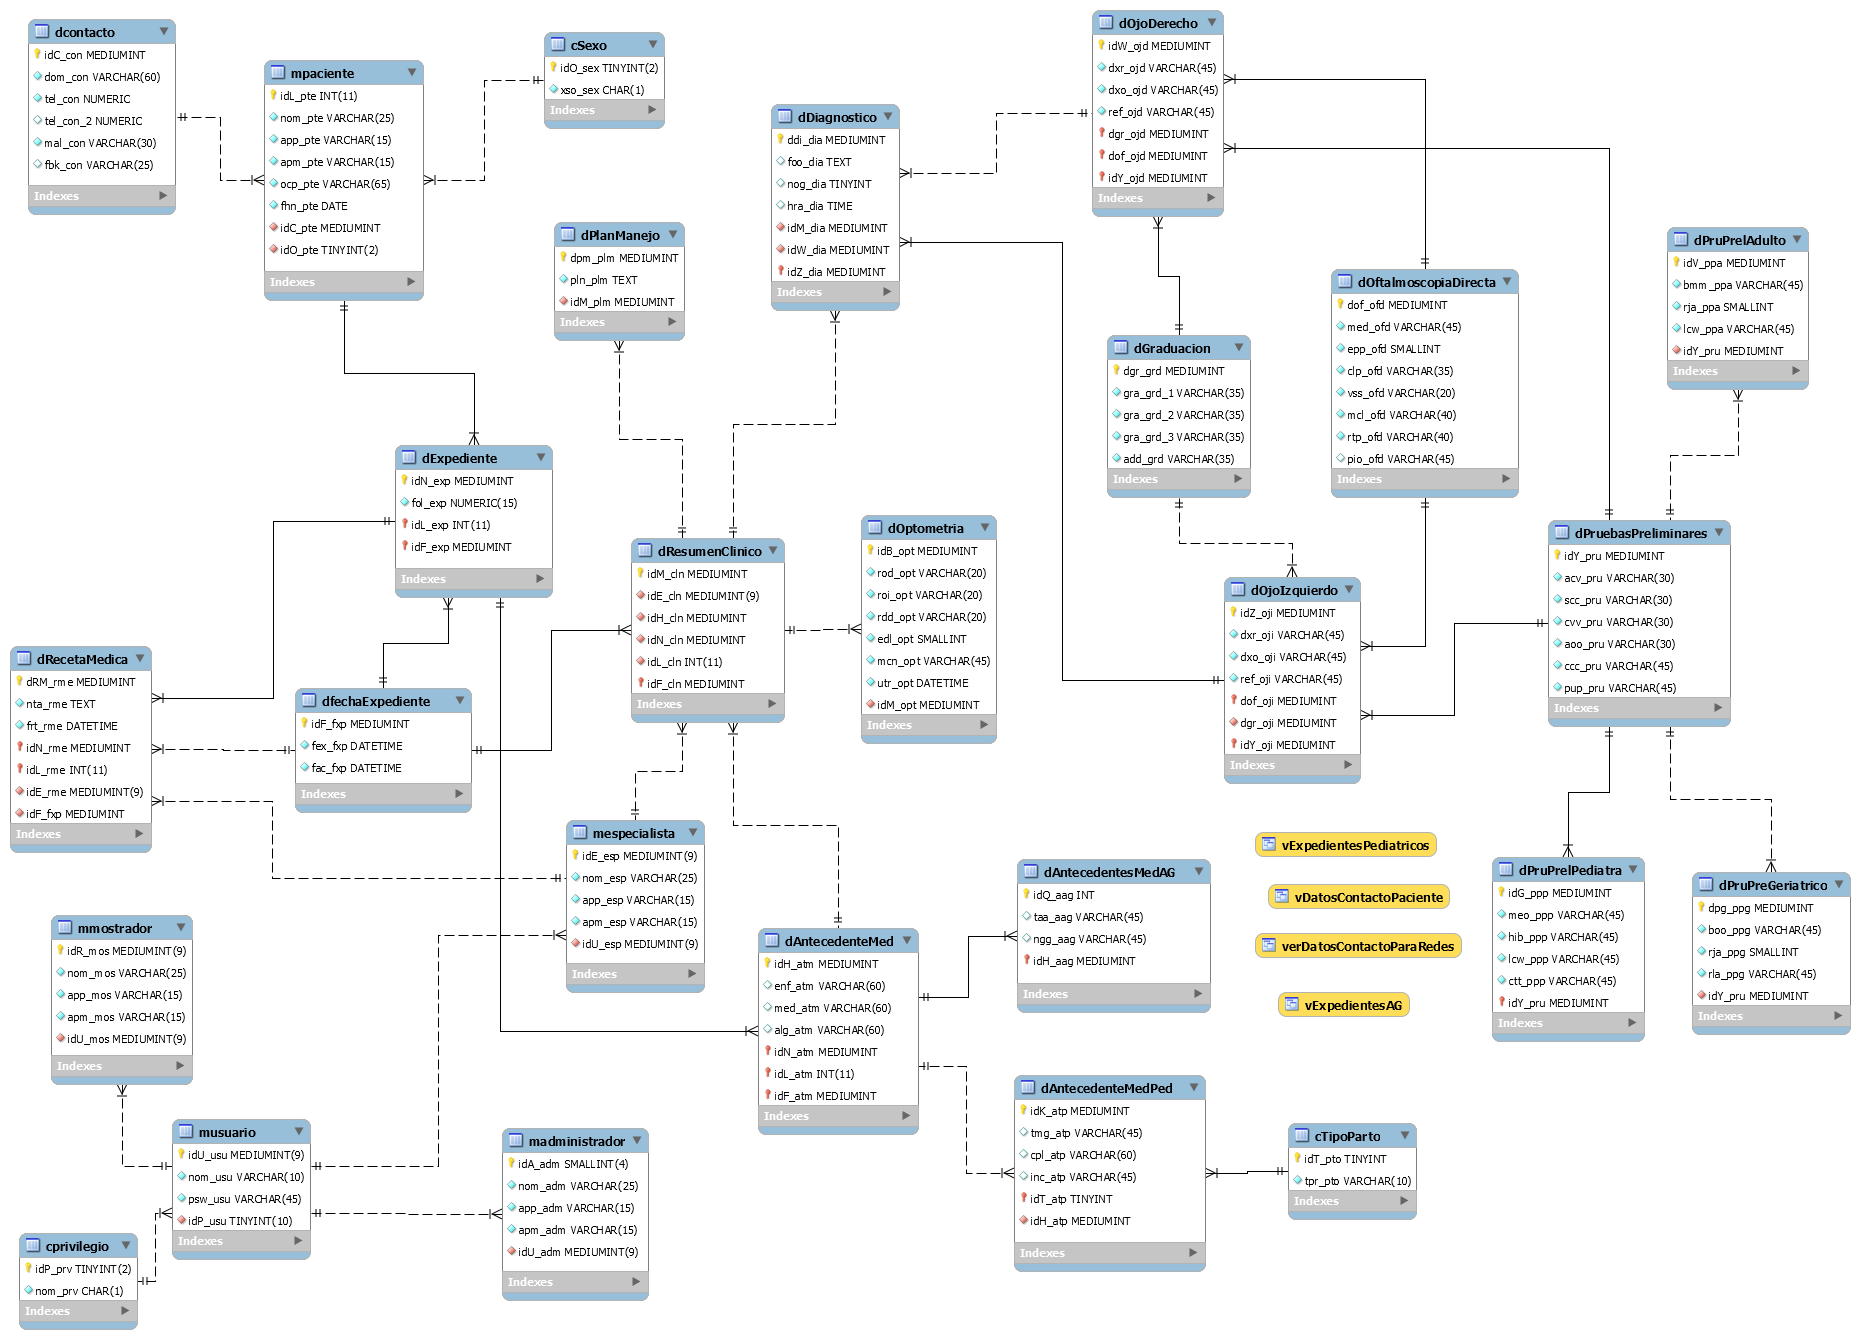 dcontacto
idC_con MEDIUMINT
dom_con VARCHAR(60)
tel_con NUMERIC
tel_con_2 NUMERIC
mal_con VARCHAR(30)
fbk_con VARCHAR(25)
Indexes
mpaciente
idL_pte INT(11)
nom_pte VARCHAR(25)
app_pte VARCHAR(15)
apm_pte VARCHAR(15)
ocp_pte VARCHAR(65)
fhn_pte DATE
idC_pte MEDIUMINT
idO_pte TINYINT(2)
Indexes
cSexo
idO_sex TINYINT(2)
xso_sex CHAR(1)
Indexes
dDiagnostico
ddi_dia MEDIUMINT
foo_dia TEXT
nog_dia TINYINT
hra_dia TIME
idM_dia MEDIUMINT
idW_dia MEDIUMINT
idZ_dia MEDIUMINT
Indexes
dOjoDerecho
idW_ojd MEDIUMINT
dxr_ojd VARCHAR(45)
dxo_ojd VARCHAR(45)
ref_ojd VARCHAR(45)
dgr_ojd MEDIUMINT
dof_ojd MEDIUMINT
idY_ojd MEDIUMINT
Indexes
dPlanManejo
dpm_plm MEDIUMINT
pln_plm TEXT
idM_plm MEDIUMINT
Indexes
dPruPrelAdulto
idV_ppa MEDIUMINT
bmm_ppa VARCHAR(45)
rja_ppa SMALLINT
lcw_ppa VARCHAR(45)
idY_pru MEDIUMINT
Indexes
dOftalmoscopiaDirecta
dof_ofd MEDIUMINT
med_ofd VARCHAR(45)
epp_ofd SMALLINT
clp_ofd VARCHAR(35)
vss_ofd VARCHAR(20)
mcl_ofd VARCHAR(40)
rtp_ofd VARCHAR(40)
pio_ofd VARCHAR(45)
Indexes
dGraduacion
dgr_grd MEDIUMINT
gra_grd_1 VARCHAR(35)
gra_grd_2 VARCHAR(35)
gra_grd_3 VARCHAR(35)
add_grd VARCHAR(35)
Indexes
dExpediente
idN_exp MEDIUMINT
fol_exp NUMERIC(15)
idL_exp INT(11)
idF_exp MEDIUMINT
Indexes
dResumenClinico
idM_cln MEDIUMINT
idE_cln MEDIUMINT(9)
idH_cln MEDIUMINT
idN_cln MEDIUMINT
idL_cln INT(11)
idF_cln MEDIUMINT
Indexes
dOptometria
idB_opt MEDIUMINT
rod_opt VARCHAR(20)
roi_opt VARCHAR(20)
rdd_opt VARCHAR(20)
edl_opt SMALLINT
mcn_opt VARCHAR(45)
utr_opt DATETIME
idM_opt MEDIUMINT
Indexes
dPruebasPreliminares
idY_pru MEDIUMINT
acv_pru VARCHAR(30)
scc_pru VARCHAR(30)
cvv_pru VARCHAR(30)
aoo_pru VARCHAR(30)
ccc_pru VARCHAR(45)
pup_pru VARCHAR(45)
Indexes
dOjoIzquierdo
idZ_oji MEDIUMINT
dxr_oji VARCHAR(45)
dxo_oji VARCHAR(45)
ref_oji VARCHAR(45)
dof_oji MEDIUMINT
dgr_oji MEDIUMINT
idY_oji MEDIUMINT
Indexes
dRecetaMedica
dRM_rme MEDIUMINT
nta_rme TEXT
frt_rme DATETIME
idN_rme MEDIUMINT
idL_rme INT(11)
idE_rme MEDIUMINT(9)
idF_fxp MEDIUMINT
Indexes
dfechaExpediente
idF_fxp MEDIUMINT
fex_fxp DATETIME
fac_fxp DATETIME
Indexes
mespecialista
idE_esp MEDIUMINT(9)
nom_esp VARCHAR(25)
app_esp VARCHAR(15)
apm_esp VARCHAR(15)
idU_esp MEDIUMINT(9)
Indexes
vExpedientesPediatricos
vDatosContactoPaciente
verDatosContactoParaRedes
vExpedientesAG
dAntecedentesMedAG
idQ_aag INT
taa_aag VARCHAR(45)
ngg_aag VARCHAR(45)
idH_aag MEDIUMINT
Indexes
dPruPrelPediatra
idG_ppp MEDIUMINT
meo_ppp VARCHAR(45)
hib_ppp VARCHAR(45)
lcw_ppp VARCHAR(45)
ctt_ppp VARCHAR(45)
idY_pru MEDIUMINT
Indexes
dPruPreGeriatrico
dpg_ppg MEDIUMINT
boo_ppg VARCHAR(45)
rja_ppg SMALLINT
rla_ppg VARCHAR(45)
idY_pru MEDIUMINT
Indexes
mmostrador
idR_mos MEDIUMINT(9)
nom_mos VARCHAR(25)
app_mos VARCHAR(15)
apm_mos VARCHAR(15)
idU_mos MEDIUMINT(9)
Indexes
dAntecedenteMed
idH_atm MEDIUMINT
enf_atm VARCHAR(60)
med_atm VARCHAR(60)
alg_atm VARCHAR(60)
idN_atm MEDIUMINT
idL_atm INT(11)
idF_atm MEDIUMINT
Indexes
dAntecedenteMedPed
idK_atp MEDIUMINT
tmg_atp VARCHAR(45)
cpl_atp VARCHAR(60)
inc_atp VARCHAR(45)
idT_atp TINYINT
idH_atp MEDIUMINT
Indexes
cTipoParto
idT_pto TINYINT
tpr_pto VARCHAR(10)
Indexes
musuario
idU_usu MEDIUMINT(9)
nom_usu VARCHAR(10)
psw_usu VARCHAR(45)
idP_usu TINYINT(10)
Indexes
madministrador
idA_adm SMALLINT(4)
nom_adm VARCHAR(25)
app_adm VARCHAR(15)
apm_adm VARCHAR(15)
idU_adm MEDIUMINT(9)
Indexes
cprivilegio
idP_prv TINYINT(2)
nom_prv CHAR(1)
Indexes